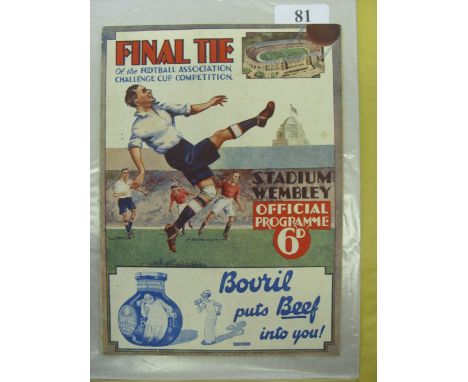 81
FINAL TIE
Of the FOOTBALL ASSOCIATION
CHALLENGE CUP COMPETITION.
STADIUM
WEMBLEY
OFFICIAL
PROGRAMME
6D
Bovril
puts Beef
into you!